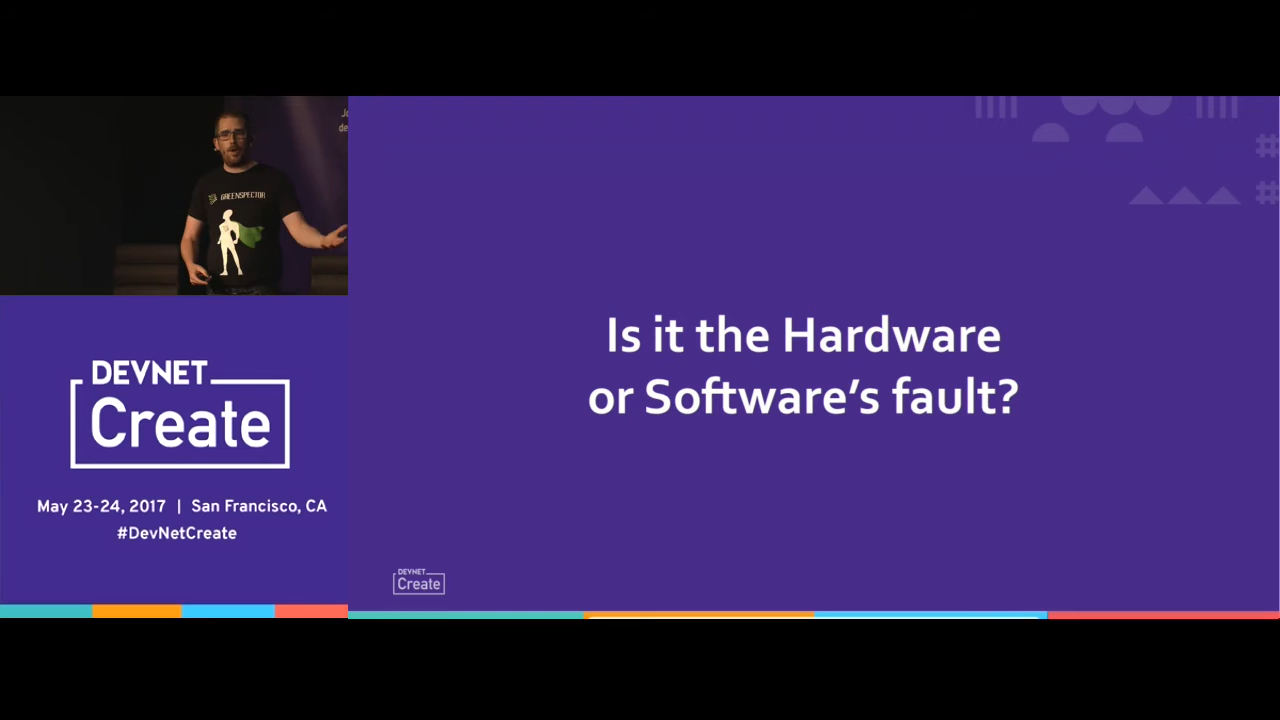 GREENSPECTOR
DEVNET
Create
May 23-24, 2017 | San Francisco, CA
#DevNetCreate
Is it the Hardware
or Software's fault?
DEVNET
Create